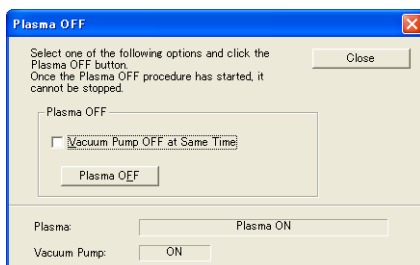 Plasma OFF
Select one of the following options and click the
Plasma OFF button.
Once the Plasma OFF procedure has started, it
cannot be stopped.
Close
Plasma OFF
Vacuum Pump OFF at Same Time
Plasma OFF
Plasma: Plasma ON
Vacuum Pump: ON